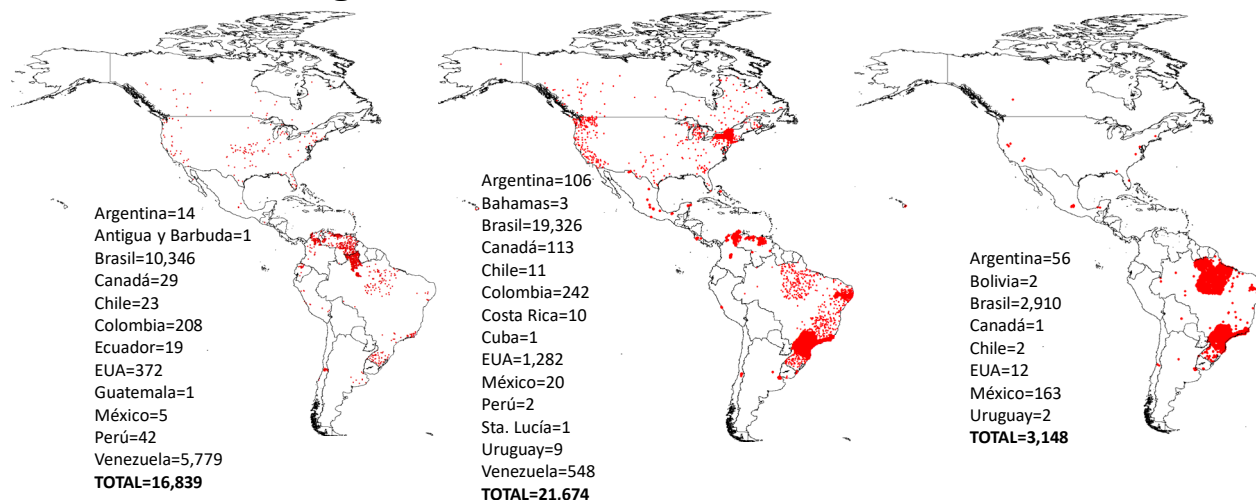 Argentina=14
Antigua y Barbuda=1
Brasil=10,346
Canadá=29
Chile=23
Colombia=208
Ecuador=19
EUA=372
Guatemala=1
México=5
Perú=42
Venezuela=5,779
TOTAL=16,839
Argentina=106
Bahamas=3
Brasil=19,326
Canadá=113
Chile=11
Colombia=242
Costa Rica=10
Cuba=1
EUA=1,282
México=20
Perú=2
Sta. Lucía=1
Uruguay=9
Venezuela=548
TOTAL=21,674
Argentina=56
Bolivia=2
Brasil=2,910
Canadá=1
Chile=2
EUA=12
México=163
Uruguay=2
TOTAL=3,148